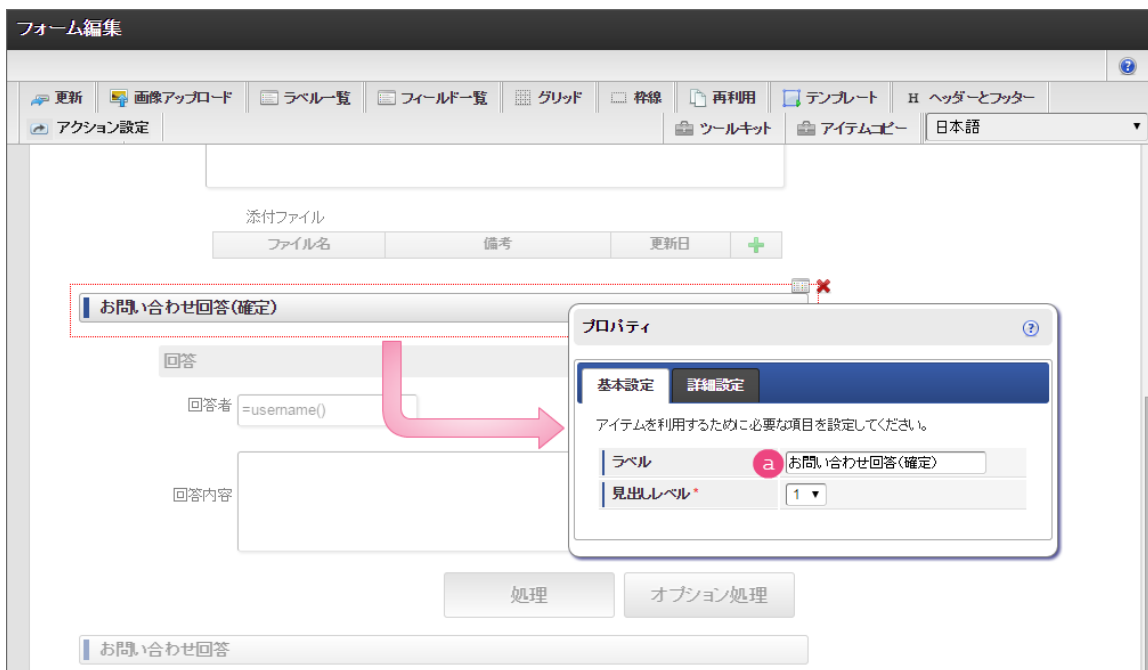 フォーム編集
更新 画像アップロード ラベル一覧 フィールド一覧 グリッド 枠線 再利用 テンプレート H ヘッダーとフッター
アクション設定 ツールキット アイテムコピー 日本語
添付ファイル
ファイル名 備考 更新日
お問い合わせ回答(確定)
プロパティ
回答
基本設定 詳細設定
回答者 =username()
アイテムを利用するために必要な項目を設定してください。
ラベル a お問い合わせ回答(確定)
見出しレベル* 1
回答内容
処理 オプション処理
お問い合わせ回答